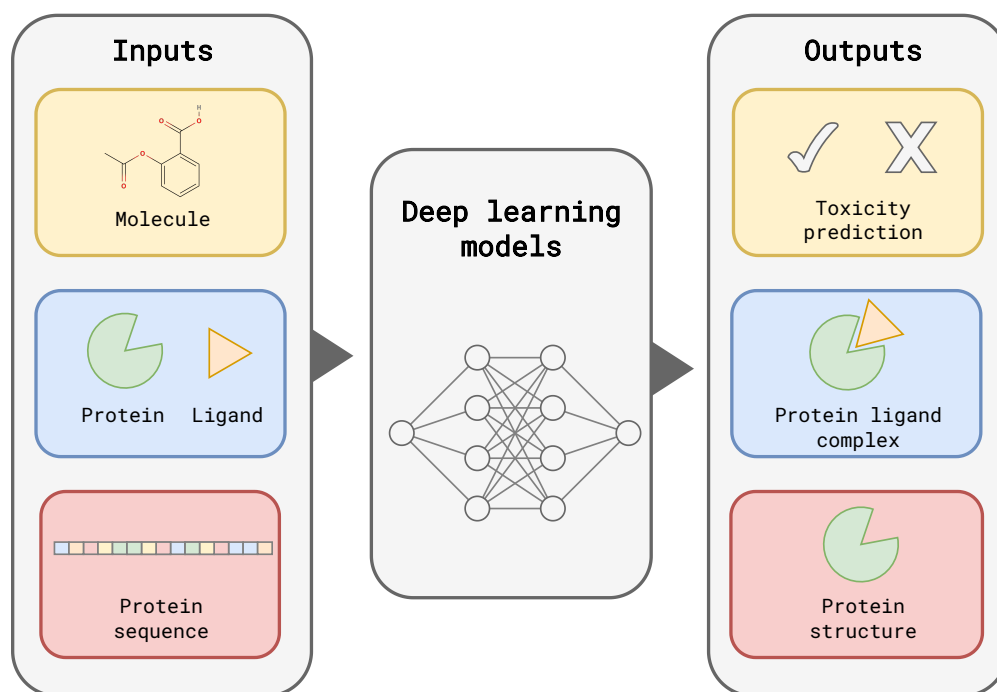 Inputs
H
O
O
O
O
Molecule
Protein Ligand
Protein
sequence
Deep learning
models
Outputs
Toxicity
prediction
Protein ligand
complex
Protein
structure